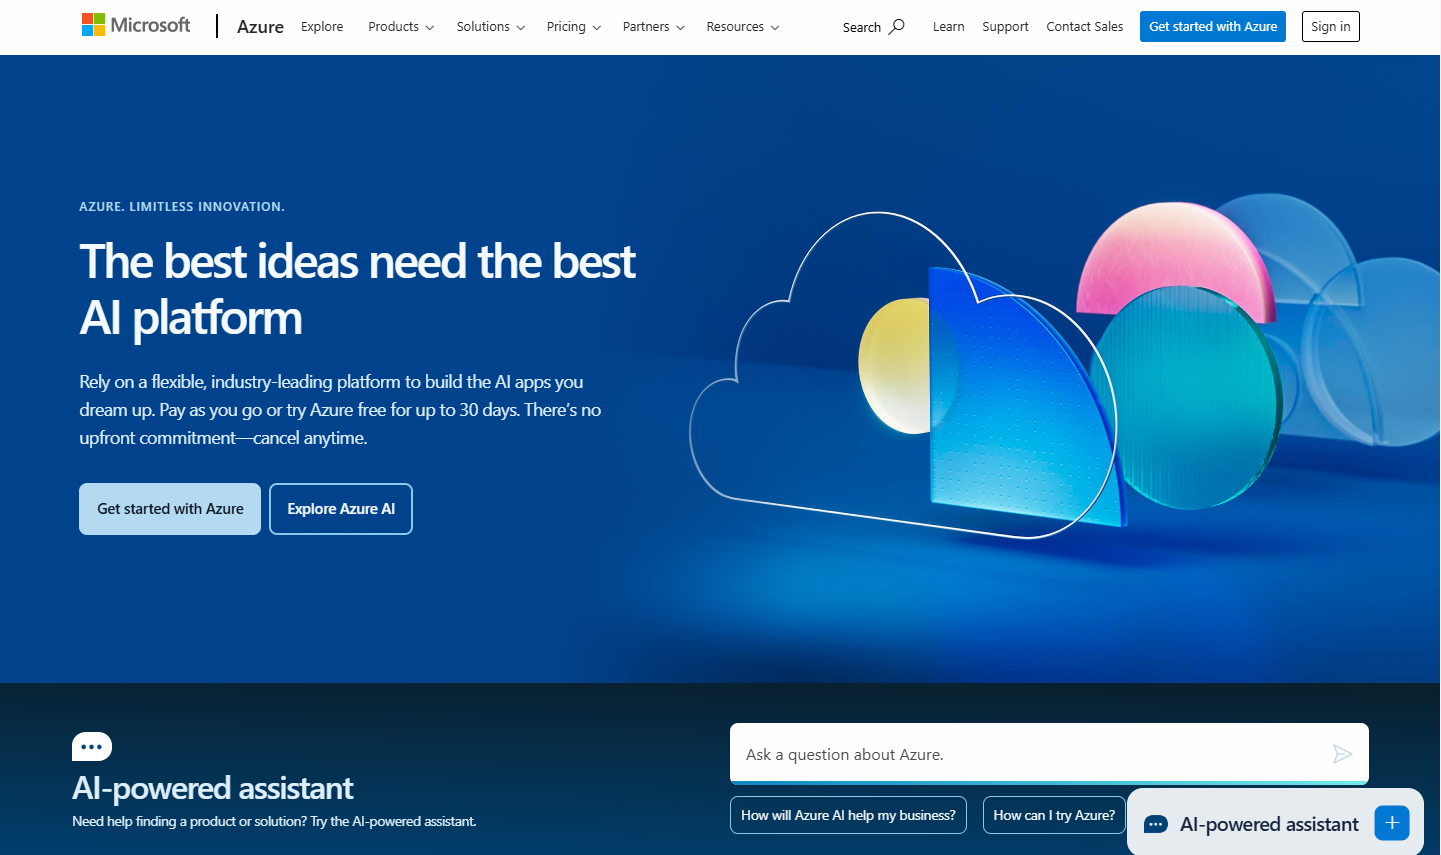 Microsoft
Azure
Explore
Products
Solutions
Pricing
Partners
Resources
Search
Learn
Support
Contact Sales
Get started with Azure
Sign in
AZURE. LIMITLESS INNOVATION.
The best ideas need the best
AI platform
Rely on a flexible, industry-leading platform to build the AI apps you
dream up. Pay as you go or try Azure free for up to 30 days. There’s no
upfront commitment—cancel anytime.
Get started with Azure
Explore Azure AI
AI-powered assistant
Need help finding a product or solution? Try the AI-powered assistant.
Ask a question about Azure.
How will Azure AI help my business?
How can I try Azure?
AI-powered assistant